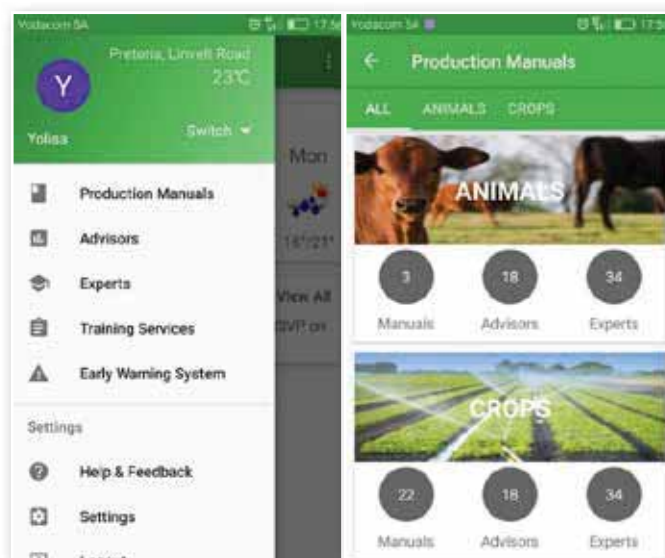 Vodacom SA
Pretoria, Linvelt Road
23℃
Y
Yolisa
Switch
Production Manuals
Advisors
Experts
Training Services
Early Warning System
Settings
Help & Feedback
Settings
Mon
View All
Vodacom SA
17:56
Production Manuals
ALL ANIMALS CROPS
ANIMALS
3 18 34
Manuals Advisors Experts
CROPS
22 18 34
Manuals Advisors Experts